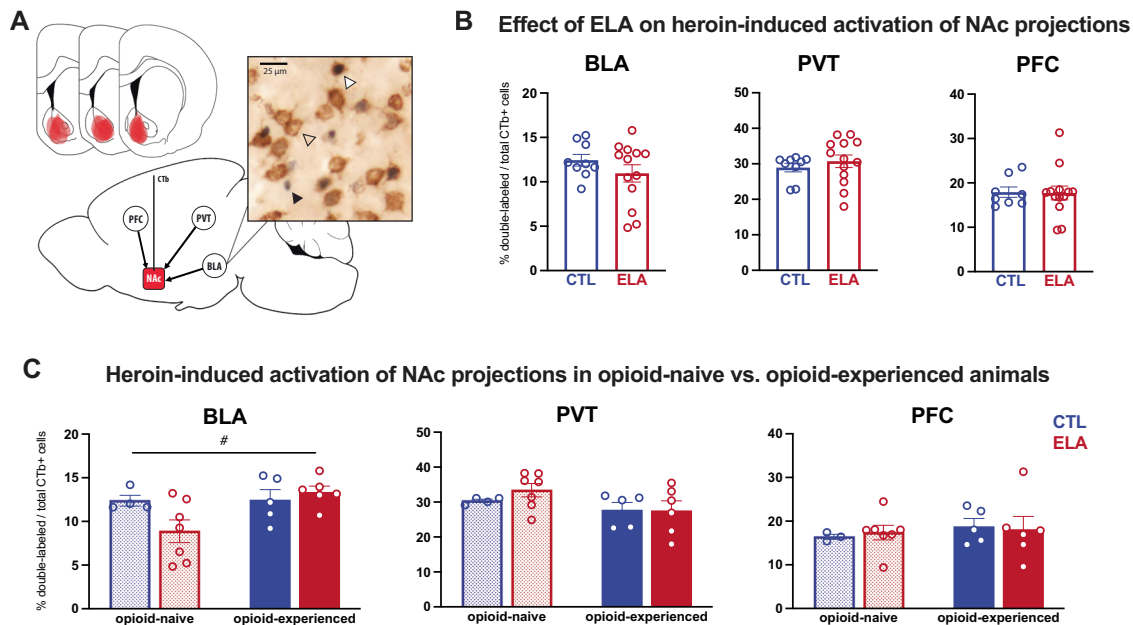 A
25 µm
CTb
PFC
PVT
BLA
NAc
B Effect of ELA on heroin-induced activation of NAc projections
BLA
% double-labeled / total CTb+ cells
20
15
10
5
0
CTL ELA
PVT
50
40
30
20
10
0
CTL ELA
PFC
40
30
20
10
0
CTL ELA
C Heroin-induced activation of NAc projections in opioid-naive vs. opioid-experienced animals
BLA
% double-labeled / total CTb+ cells
20
15
10
5
0
#
opioid-naive opioid-experienced
PVT
50
40
30
20
10
0
opioid-naive opioid-experienced
PFC
40
30
20
10
0
opioid-naive opioid-experienced
CTL
ELA